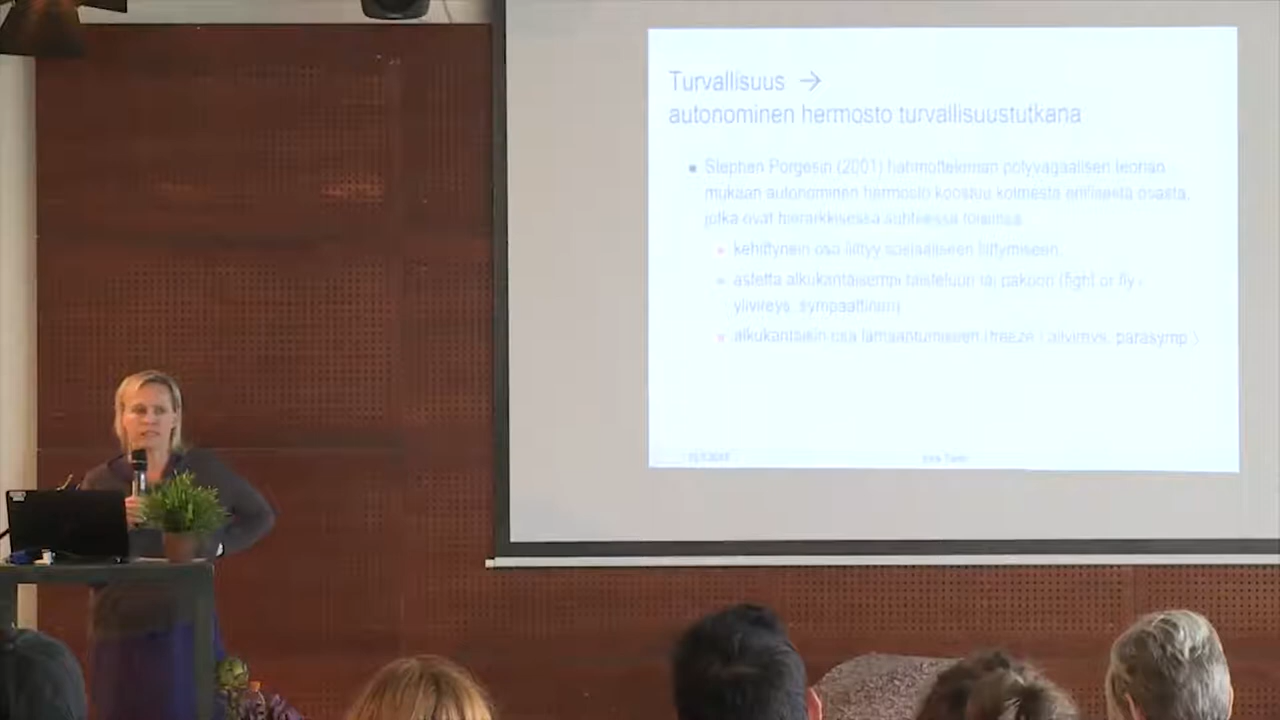 Turvallisuus →
autonominen hermosto turvallisuustutkana
Stephen Porgesin (2001) hahmotteleman polyvagaalisen teorian
mukaan autonominen hermosto koostuu kolmesta erillisestä osasta,
jotka ovat hierarkkisessa suhteessa toisiinsa
kehittynein osa liittyy sosiaaliseen liittymiseen
astetta alkukantaisempi taisteluun tai pakoon (fight or fly /
ylivireys, sympaattinen)
alkukantaisin osa lamaantumiseen (freeze / alivireys, parasymp.)